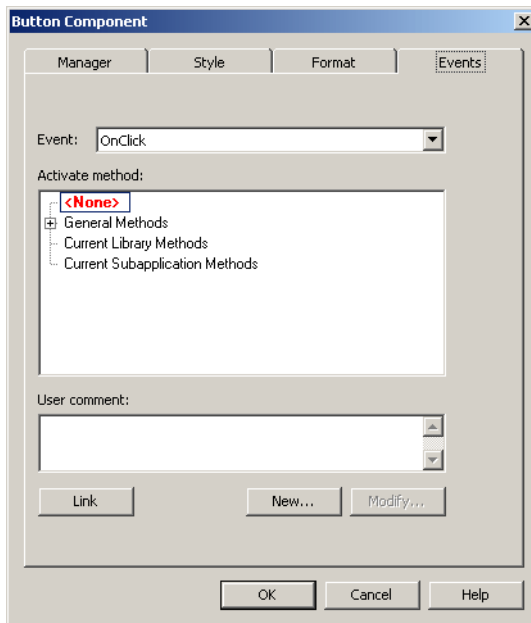 Button Component
Manager Style Format Events
Event: OnClick
Activate method:
<None>
General Methods
Current Library Methods
Current Subapplication Methods
User comment:
Link New... Modify...
OK Cancel Help